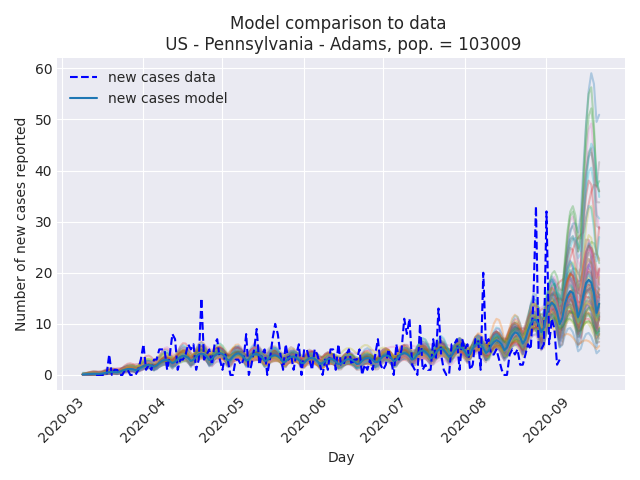 Model comparison to data
US - Pennsylvania - Adams, pop. = 103009
new cases data
new cases model
Number of new cases reported
60
50
40
30
20
10
0
2020-03
2020-04
2020-05
2020-06
2020-07
2020-08
2020-09
Day